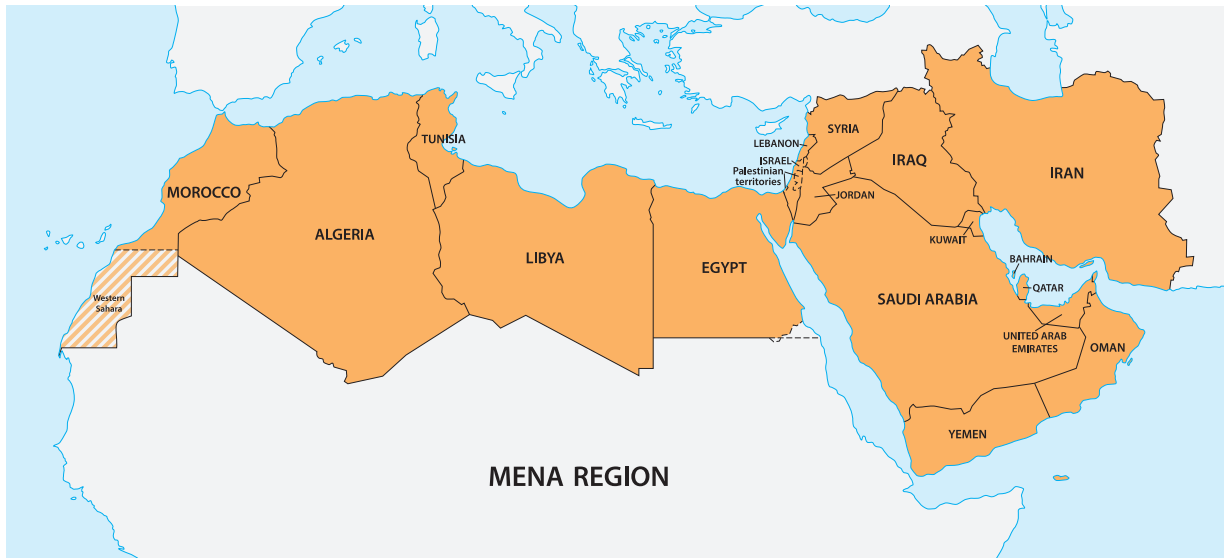 TUNISIA
SYRIA
LEBANON
ISRAEL
Palestinian
territories
IRAQ
IRAN
MOROCCO
JORDAN
ALGERIA
LIBYA
EGYPT
KUWAIT
BAHRAIN
QATAR
SAUDI ARABIA
Western
Sahara
UNITED ARAB
EMIRATES
OMAN
YEMEN
MENA REGION